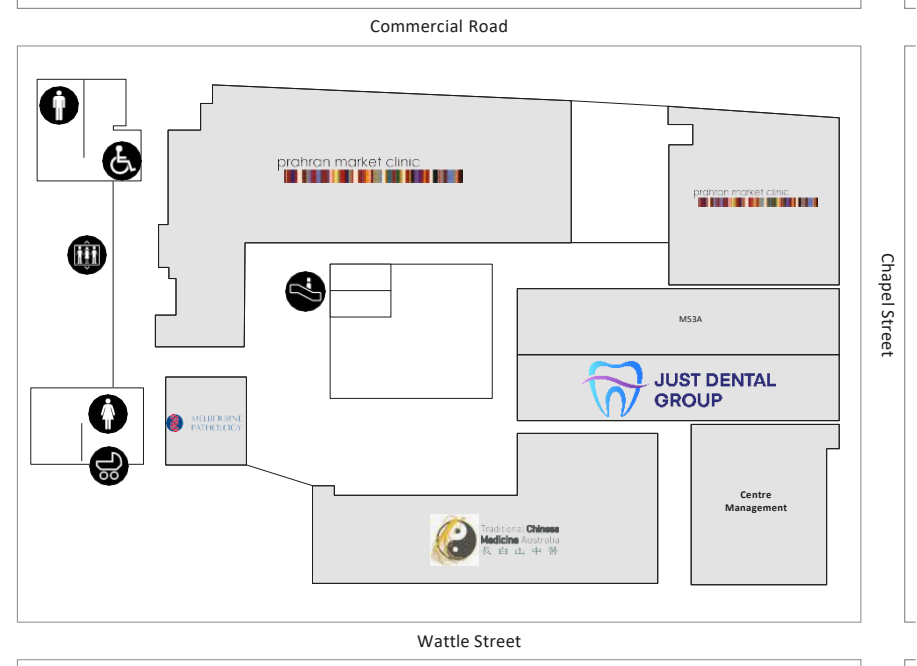 Commercial Road
prahran market clinic
prahran market clinic
Chapel Street
M53A
JUST DENTAL
GROUP
MELBOURNE
PATHOLOGY
Centre
Management
Traditional Chinese
Medicine Australia
長白山中醫
Wattle Street